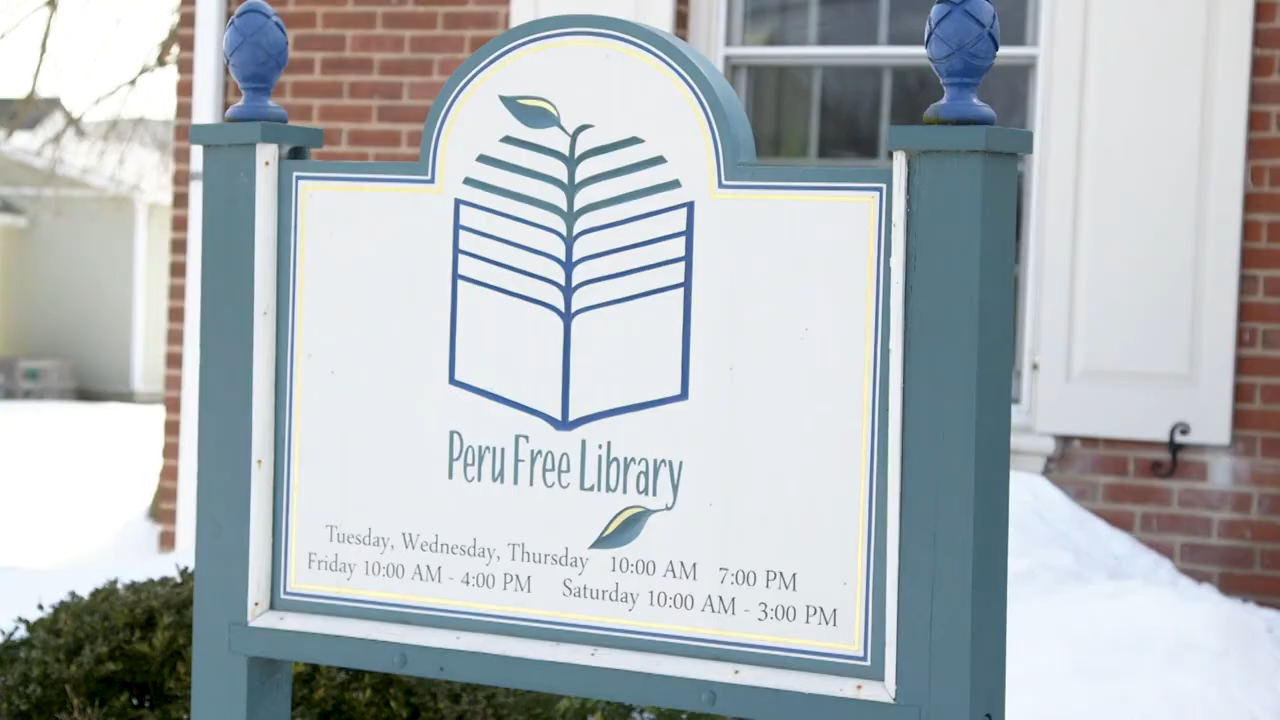 Peru Free Library
Tuesday, Wednesday, Thursday 10:00 AM 7:00 PM
Friday 10:00 AM - 4:00 PM Saturday 10:00 AM - 3:00 PM